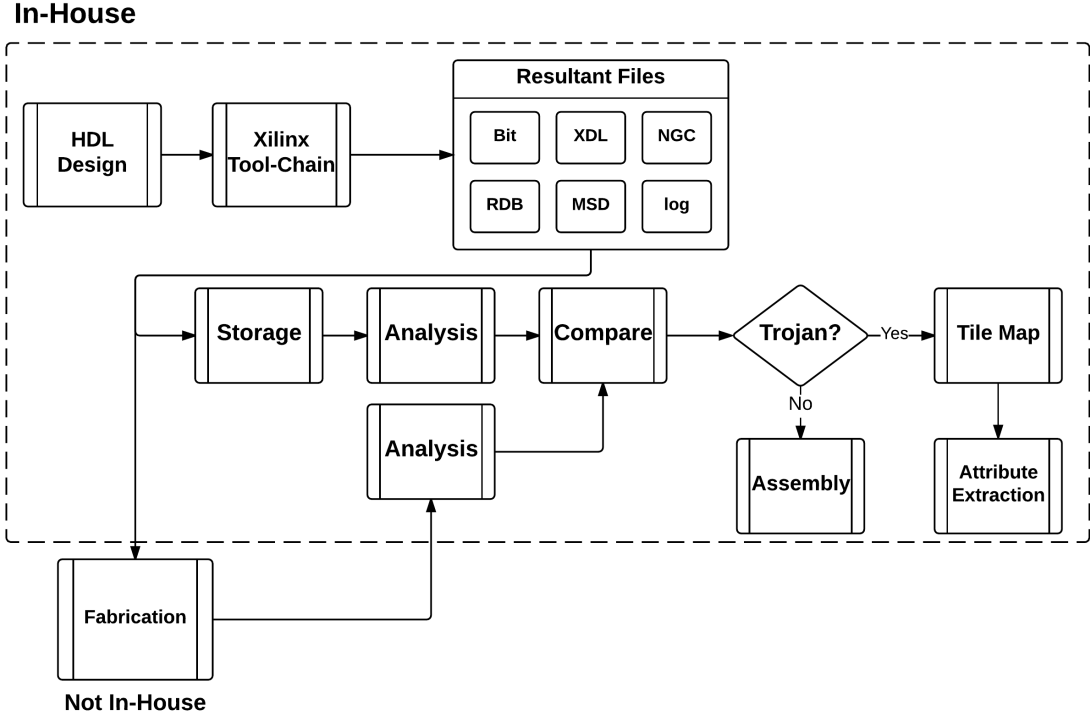 In-House
HDL
Design
Xilinx
Tool-Chain
Resultant Files
Bit
XDL
NGC
RDB
MSD
log
Storage
Analysis
Compare
Trojan?
Yes
Tile Map
No
Analysis
Assembly
Attribute
Extraction
Fabrication
Not In-House